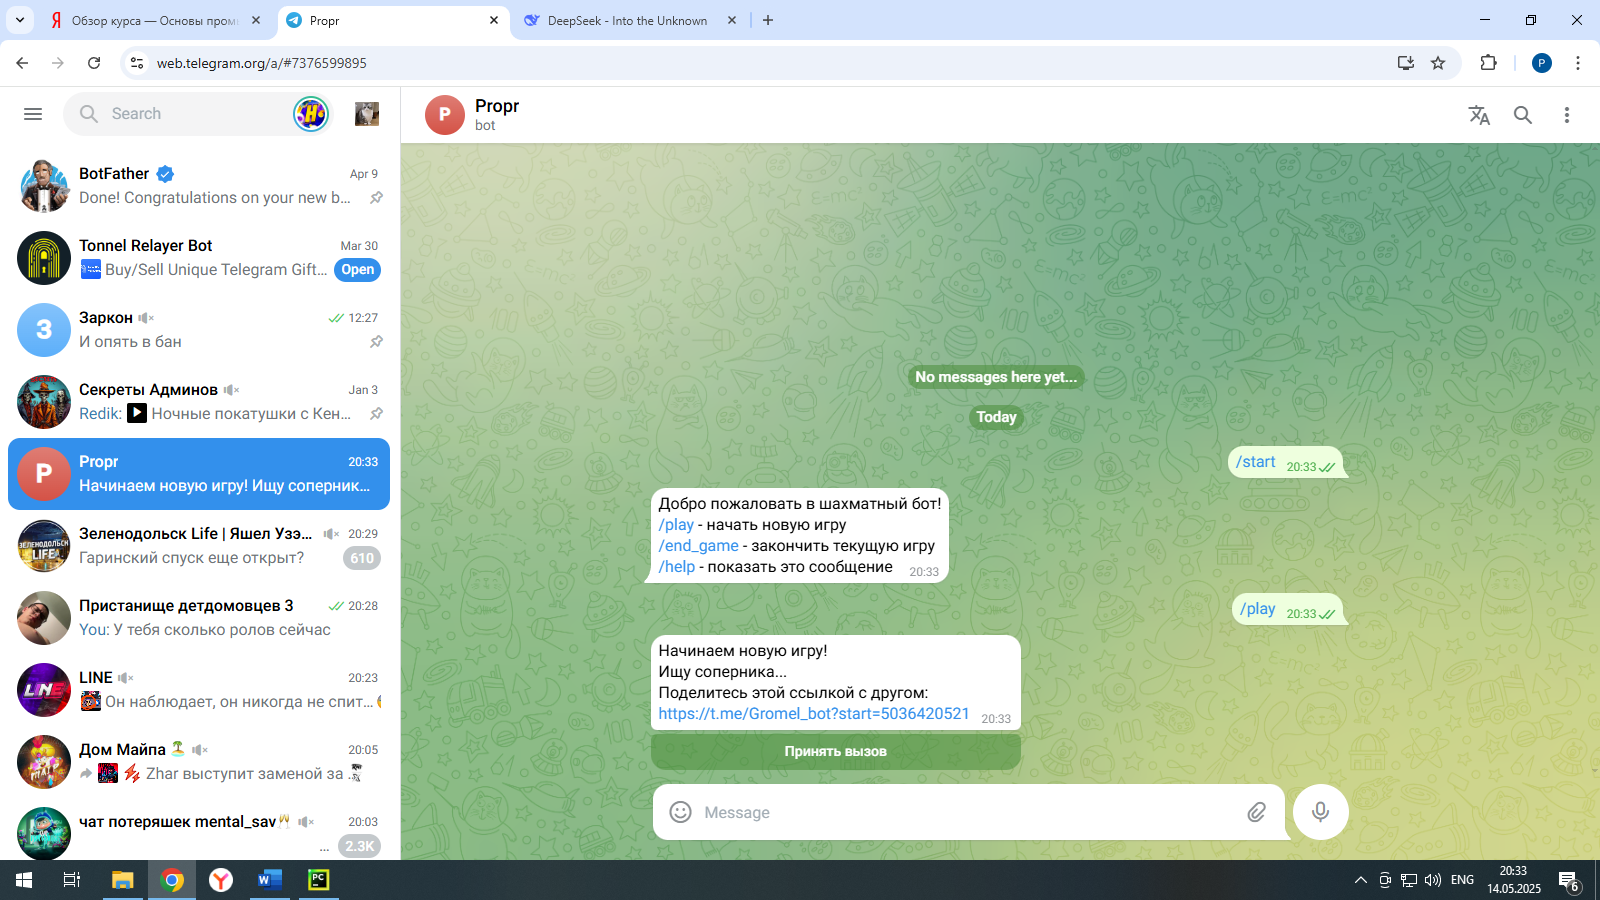 Обзор курса — Основы пром
Propr
DeepSeek - Into the Unknown
web.telegram.org/a/#7376599895
P
Search
BotFather
Apr 9
Done! Congratulations on your new b...
Tonnel Relayer Bot
Mar 30
Buy/Sell Unique Telegram Gift...
Open
З
Заркон
12:27
И опять в бан
Секреты Админов
Jan 3
Redik: Ночные покатушки с Кен...
P
Propr
20:33
Начинаем новую игру! Ищу соперник...
Зеленодольск Life | Яшел Узэ...
20:29
Гаринский спуск еще открыт?
610
Пристанище детдомовцев 3
20:28
You: У тебя сколько ролов сейчас
LINE
20:23
Он наблюдает, он никогда не спит...
Дом Майпа
20:05
Zhar выступит заменой за .
чат потеряшек mental_sav
20:03
...
2.3K
P
Propr
bot
No messages here yet...
Today
/start 20:33
Добро пожаловать в шахматный бот!
/play - начать новую игру
/end_game - закончить текущую игру
/help - показать это сообщение 20:33
/play 20:33
Начинаем новую игру!
Ищу соперника...
Поделитесь этой ссылкой с другом:
https://t.me/Gromel_bot?start=5036420521 20:33
Принять вызов
Message
ENG
20:33
14.05.2025
6